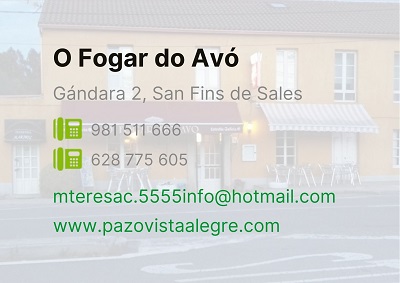 O Fogar do Avó
Gándara 2, San Fins de Sales
981 511 666
628 775 605
mteresac.5555info@hotmail.com
www.pazovistaalegre.com